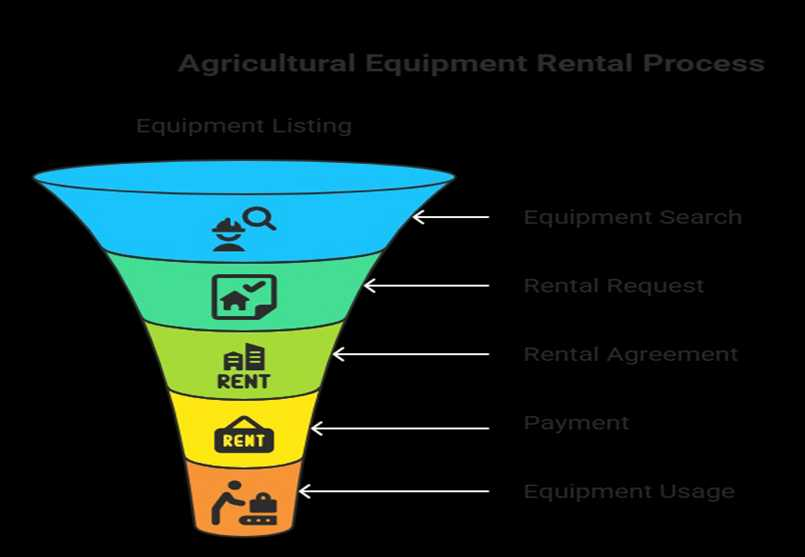 Agricultural Equipment Rental Process
Equipment Listing
Equipment Search
Rental Request
RENT
Rental Agreement
RENT
Payment
Equipment Usage